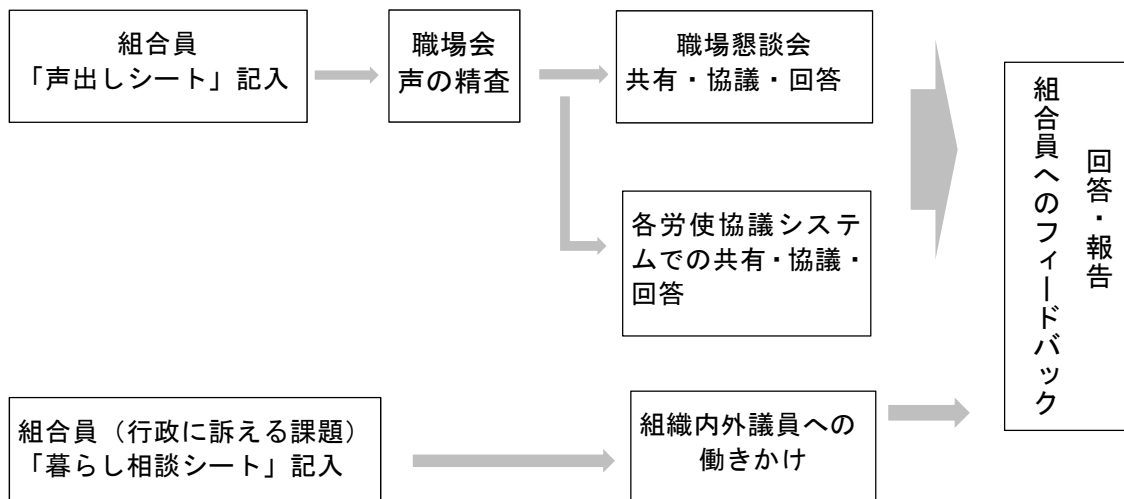 組合員
「声出しシート」記入
職場会
声の精査
職場懇談会
共有・協議・回答
各労使協議システ
ムでの共有・協議・
回答
組合員（行政に訴える課題）
「暮らし相談シート」記入
組織内外議員への
働きかけ
回答・報告
組合員へのフィードバック